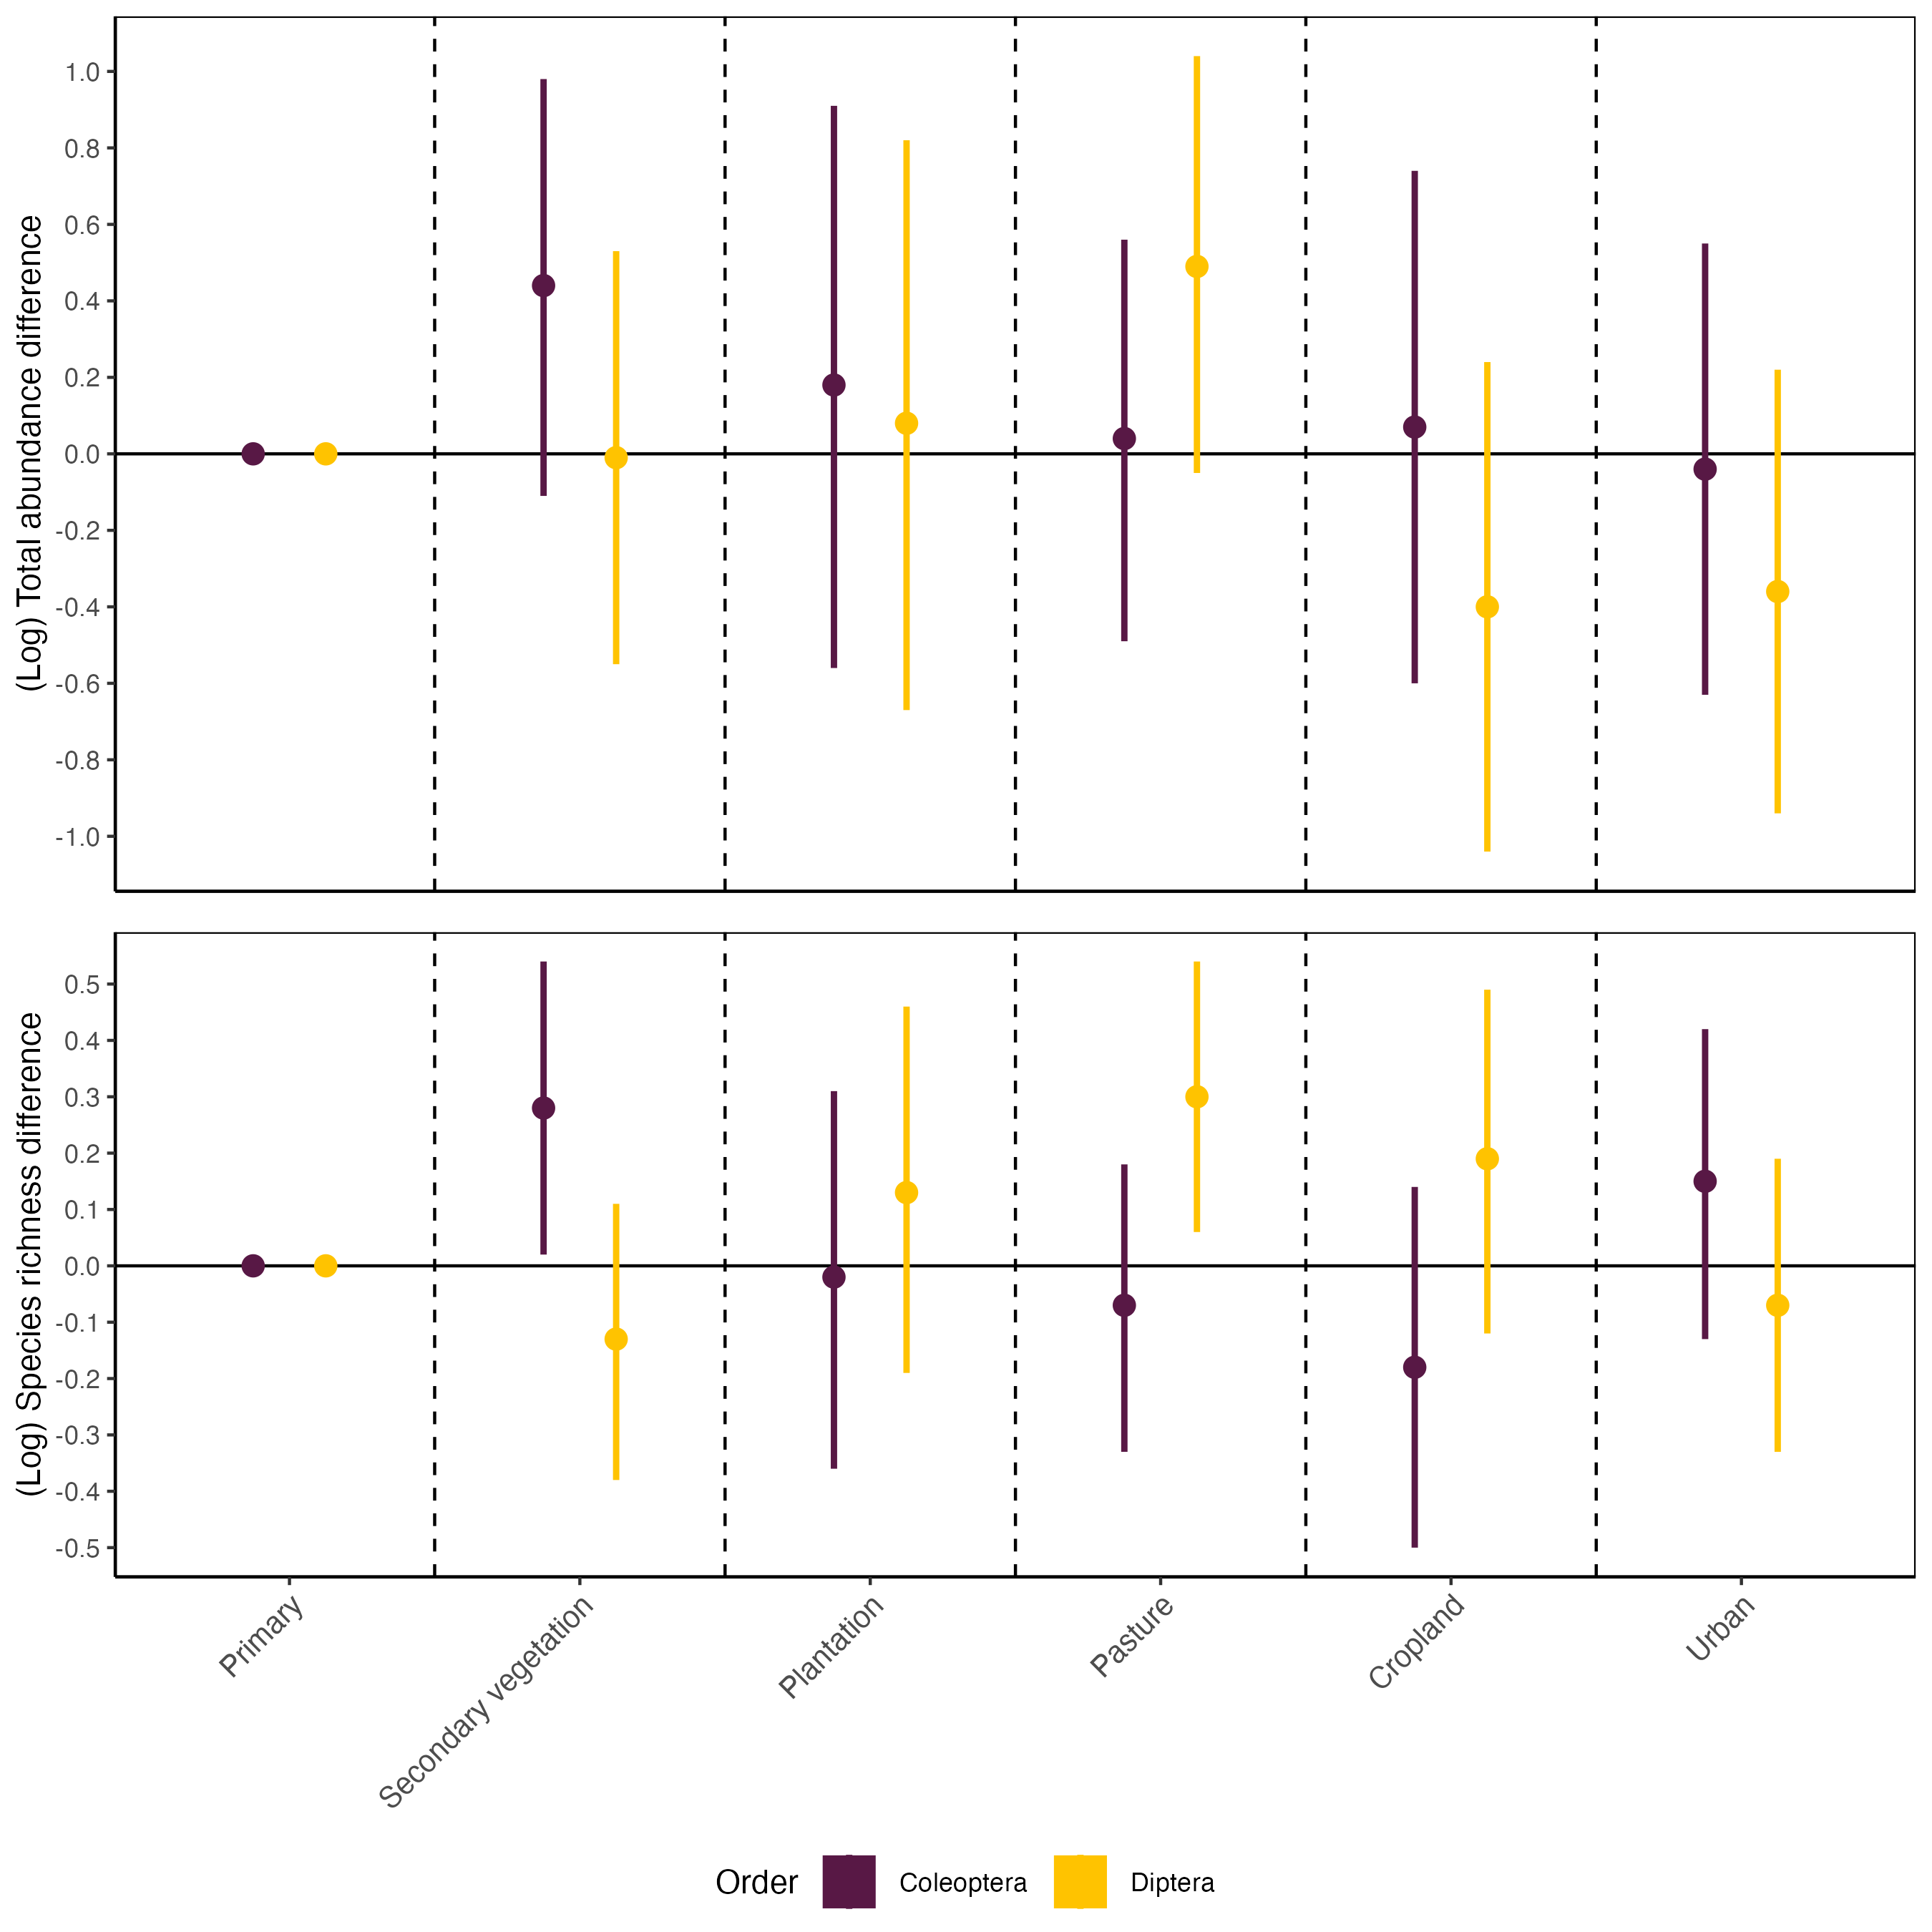 (Log) Total abundance difference
1.0
0.8
0.6
0.4
0.2
0.0
-0.2
-0.4
-0.6
-0.8
-1.0
(Log) Species richness difference
0.5
0.4
0.3
0.2
0.1
0.0
-0.1
-0.2
-0.3
-0.4
-0.5
Primary
Secondary vegetation
Plantation
Pasture
Cropland
Urban
Order Coleoptera Diptera